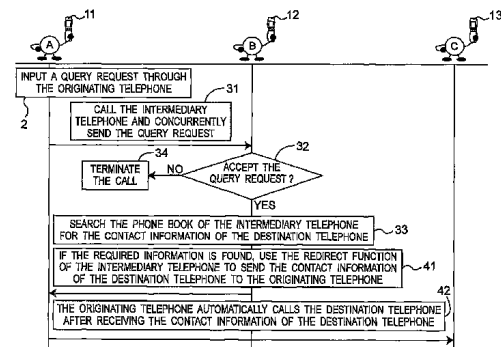 11
12
13
A
B
C
INPUT A QUERY REQUEST THROUGH
THE ORIGINATING TELEPHONE
2
31
CALL THE INTERMEDIARY
TELEPHONE AND CONCURRENTLY
SEND THE QUERY REQUEST
32
34
TERMINATE
THE CALL
NO
ACCEPT THE
QUERY REQUEST?
YES
SEARCH THE PHONE BOOK OF THE INTERMEDIARY TELEPHONE
FOR THE CONTACT INFORMATION OF THE DESTINATION TELEPHONE
33
IF THE REQUIRED INFORMATION IS FOUND, USE THE REDIRECT FUNCTION
OF THE INTERMEDIARY TELEPHONE TO SEND THE CONTACT INFORMATION
OF THE DESTINATION TELEPHONE TO THE ORIGINATING TELEPHONE
41
42
THE ORIGINATING TELEPHONE AUTOMATICALLY CALLS THE DESTINATION TELEPHONE
AFTER RECEIVING THE CONTACT INFORMATION OF THE DESTINATION TELEPHONE